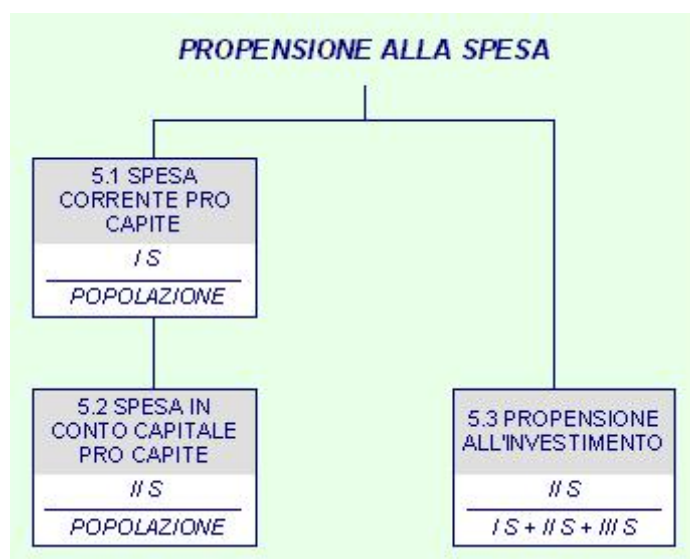 PROPENSIONE ALLA SPESA
5.1 SPESA
CORRENTE PRO
CAPITE
I S
POPOLAZIONE
5.2 SPESA IN
CONTO CAPITALE
PRO CAPITE
II S
POPOLAZIONE
5.3 PROPENSIONE
ALL'INVESTIMENTO
II S
I S + II S + III S